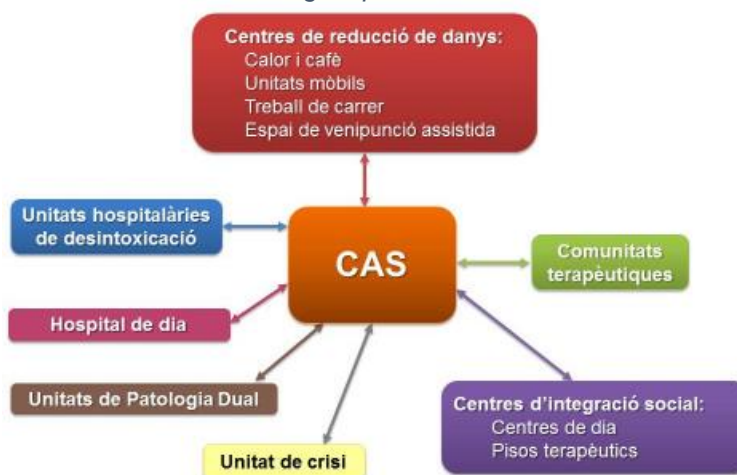 Centres de reducció de danys:
Calor i cafè
Unitats mòbils
Treball de carrer
Espai de venipunció assistida
Unitats hospitalàries
de desintoxicació
CAS
Comunitats
terapèutiques
Hospital de dia
Unitats de Patologia Dual
Centres d'integració social:
Centres de dia
Pisos terapèutics
Unitat de crisi